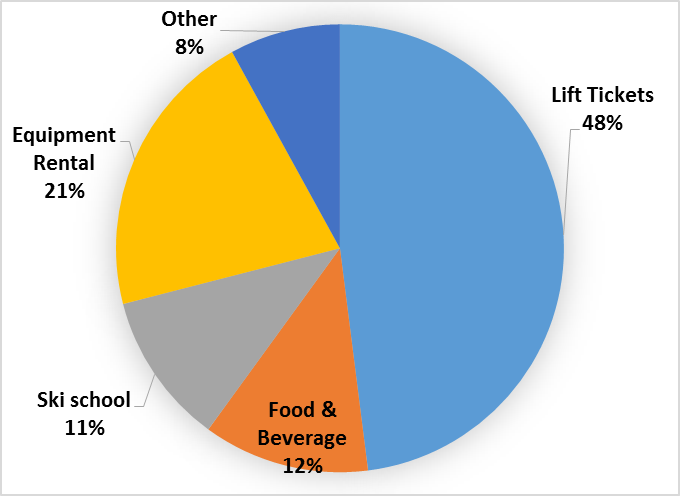 Other
8%
Lift Tickets
48%
Equipment
Rental
21%
Ski school
11%
Food &
Beverage
12%